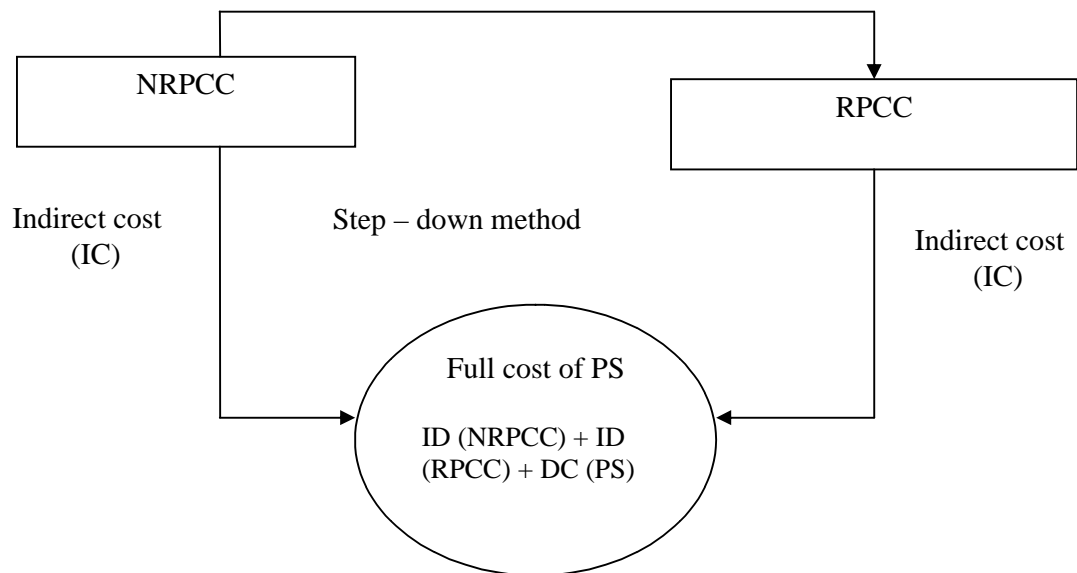 NRPCC
RPCC
Indirect cost
(IC)
Step – down method
Indirect cost
(IC)
Full cost of PS
ID (NRPCC) + ID
(RPCC) + DC (PS)